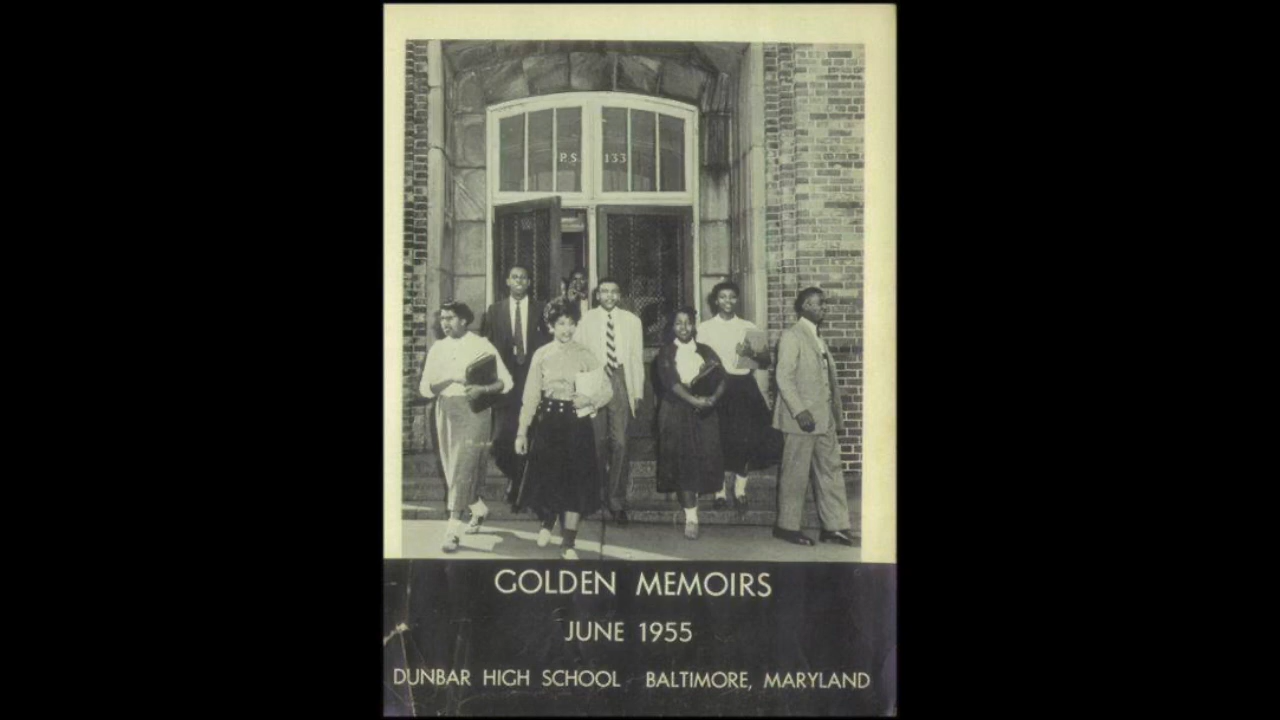 P.S. 133
GOLDEN MEMOIRS
JUNE 1955
DUNBAR HIGH SCHOOL BALTIMORE, MARYLAND